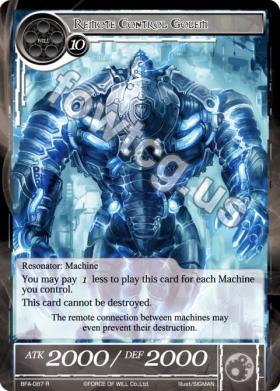 Remote Control Golem
WILL
10
fowtcg.us
Resonator: Machine
You may pay 1 less to play this card for each Machine
you control.
This card cannot be destroyed.
The remote connection between machines may
even prevent their destruction.
ATK 2000/ DEF 2000
BFA-087 R ©FORCE OF WILL Co.,Ltd. Illust/SIGMAN